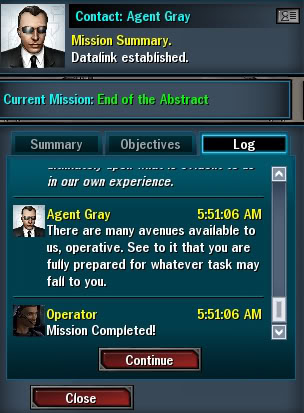 Contact: Agent Gray
Mission Summary.
Datalink established.
Current Mission: End of the Abstract
Summary
Objectives
Log
in our own experience.
Agent Gray
5:51:06 AM
There are many avenues available to
us, operative. See to it that you are
fully prepared for whatever task may
fall to you.
Operator
5:51:06 AM
Mission Completed!
Continue
Close